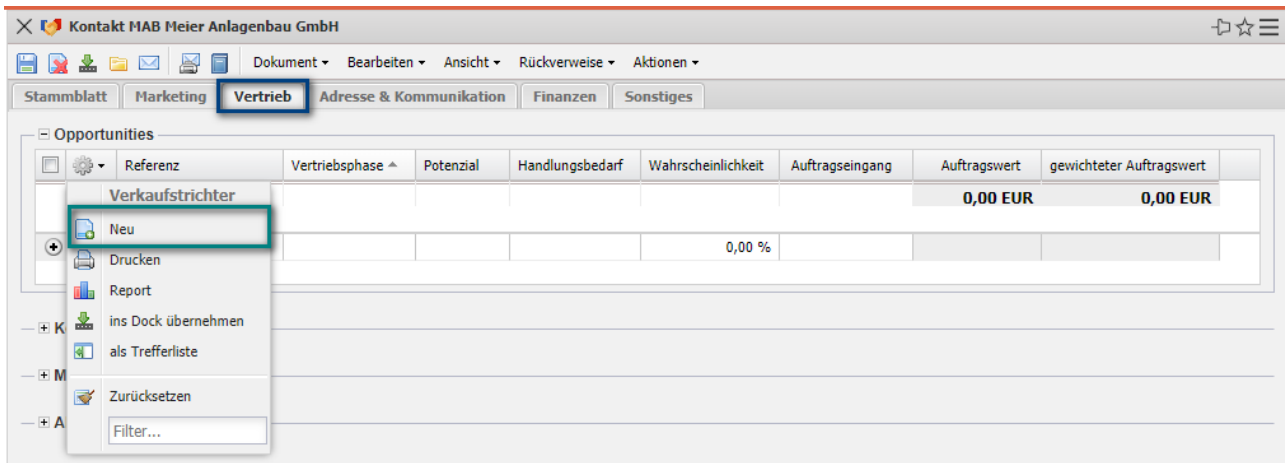 Kontakt MAB Meier Anlagenbau GmbH
Dokument Bearbeiten Ansicht Rückverweise Aktionen
Stammblatt Marketing Vertrieb Adresse & Kommunikation Finanzen Sonstiges
Opportunities
Referenz Vertriebsphase Potenzial Handlungsbedarf Wahrscheinlichkeit Auftragseingang Auftragswert gewichteter Auftragswert
Verkaufstrichter
0,00 EUR 0,00 EUR
Neu
0,00 %
Drucken
Report
ins Dock übernehmen
K
als Trefferliste
M
Zurücksetzen
A
Filter...